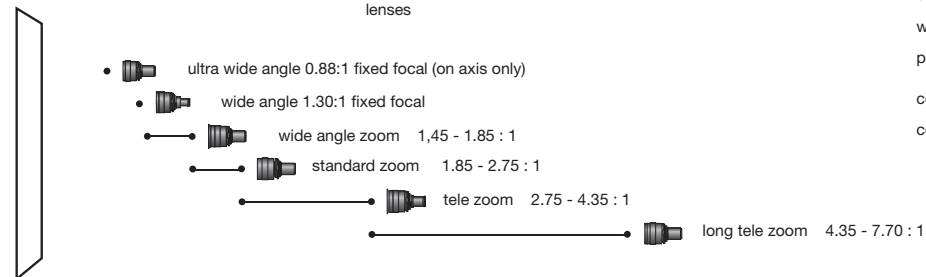 lenses
ultra wide angle 0.88:1 fixed focal (on axis only)
wide angle 1.30:1 fixed focal
wide angle zoom 1,45 - 1.85 : 1
standard zoom 1.85 - 2.75 : 1
tele zoom 2.75 - 4.35 : 1
long tele zoom 4.35 - 7.70 : 1